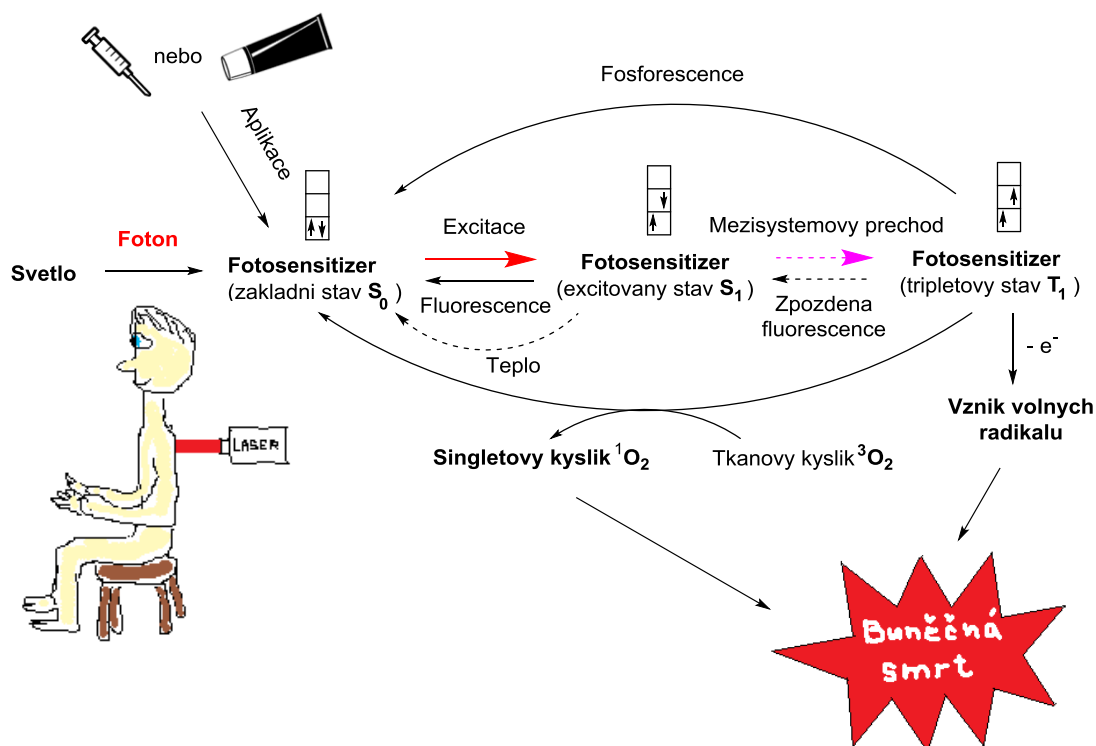 nebo
Aplikace
Fosforescence
Foton
Svetlo
Fotosensitizer
(zakladni stav S0 )
Excitace
Fluorescence
Teplo
Fotosensitizer
(excitovany stav S1 )
Mezisystemovy prechod
Zpozdena
fluorescence
Fotosensitizer
(tripletovy stav T1 )
- e-
Vznik volnych
radikalu
LASER
Singletovy kyslik 1O2
Tkanovy kyslik 3O2
Buněčná
smrt